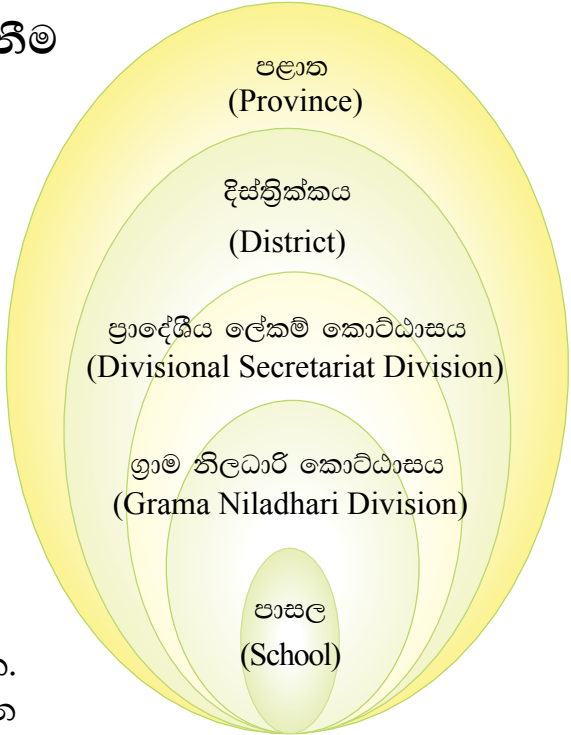 නීම
පළාත
(Province)
දිස්ත්‍රික්කය
(District)
ප්‍රාදේශීය ලේකම් කොට්ඨාසය
(Divisional Secretariat Division)
ග්‍රාම නිලධාරි කොට්ඨාසය
(Grama Niladhari Division)
පාසල
(School)